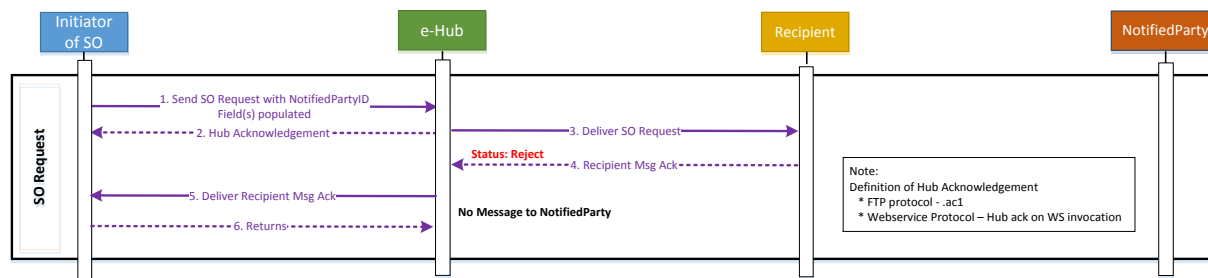 Initiator
of SO
e-Hub
Recipient
NotifiedParty
SO Request
1. Send SO Request with NotifiedPartyID
Field(s) populated
2. Hub Acknowledgement
3. Deliver SO Request
Status: Reject
4. Recipient Msg Ack
5. Deliver Recipient Msg Ack
No Message to NotifiedParty
6. Returns
Note:
Definition of Hub Acknowledgement
* FTP protocol - .ac1
* Webservice Protocol – Hub ack on WS invocation